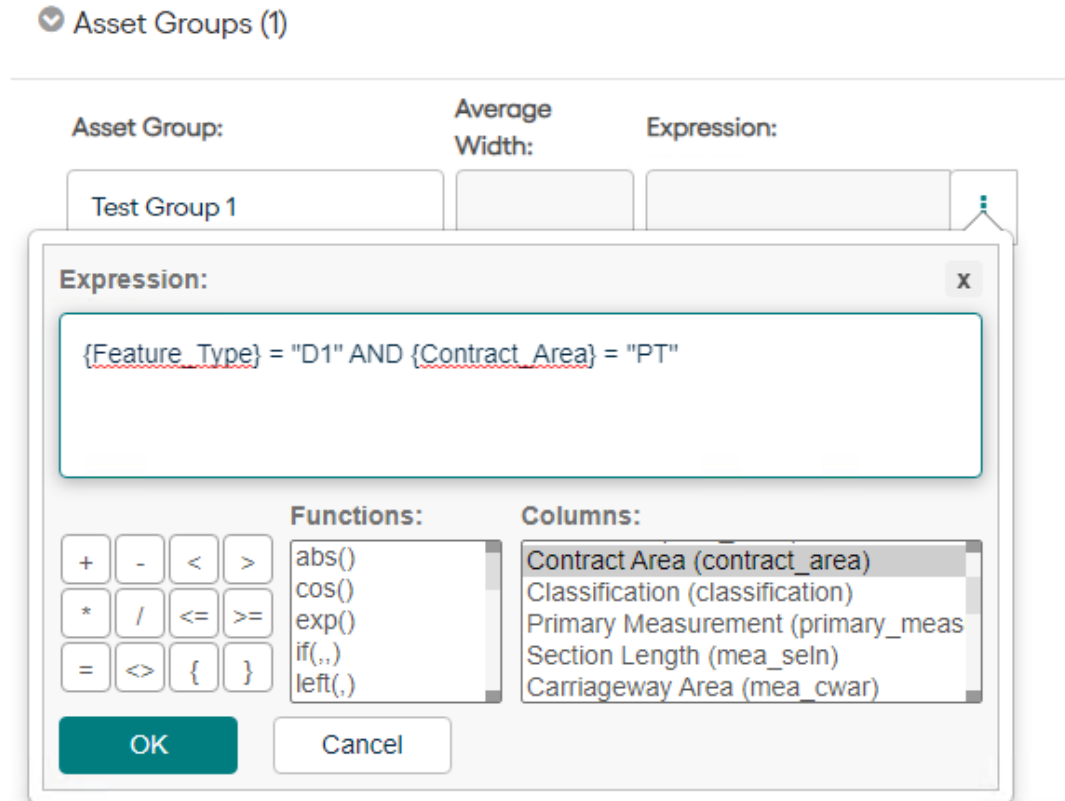 Asset Groups (1)
Asset Group:
Average Width:
Expression:
Test Group 1
Expression:
x
{Feature_Type} = "D1" AND {Contract_Area} = "PT"
Functions:
Columns:
+ - < >
* / <= >=
= <> { }
abs()
cos()
exp()
if(,,)
left(,)
Contract Area (contract_area)
Classification (classification)
Primary Measurement (primary_meas
Section Length (mea_seln)
Carriageway Area (mea_cwar)
OK
Cancel